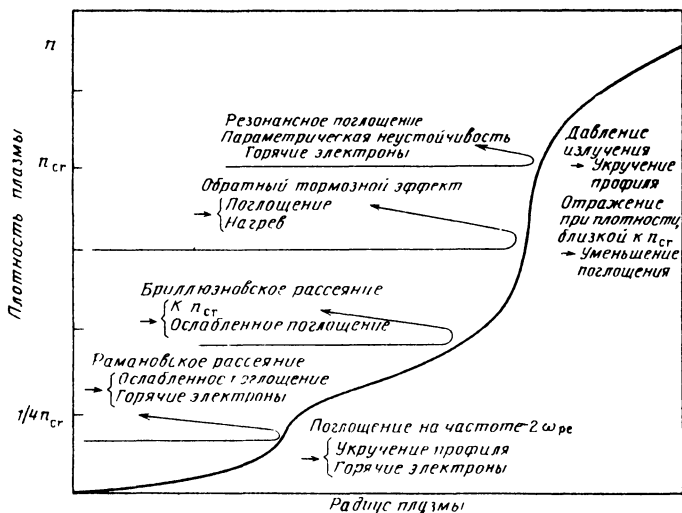 n
Плотность плазмы
n_cr
1/4 n_cr
Резонансное поглощение
Параметрическая неустойчивость
Горячие электроны
Обратный тормозной эффект
→ { Поглощение
Нагрев
Бриллюэновское рассеяние
→ { К n_cr
Ослабленное поглощение
Рамановское рассеяние
→ { Ослабленное поглощение
Горячие электроны
Давление
излучения
→ Укручение
профиля
Отражение
при плотности,
близкой к n_cr
→ Уменьшение
поглощения
Поглощение на частоте ~2 ω_pe
→ { Укручение профиля
Горячие электроны
Радиус плазмы